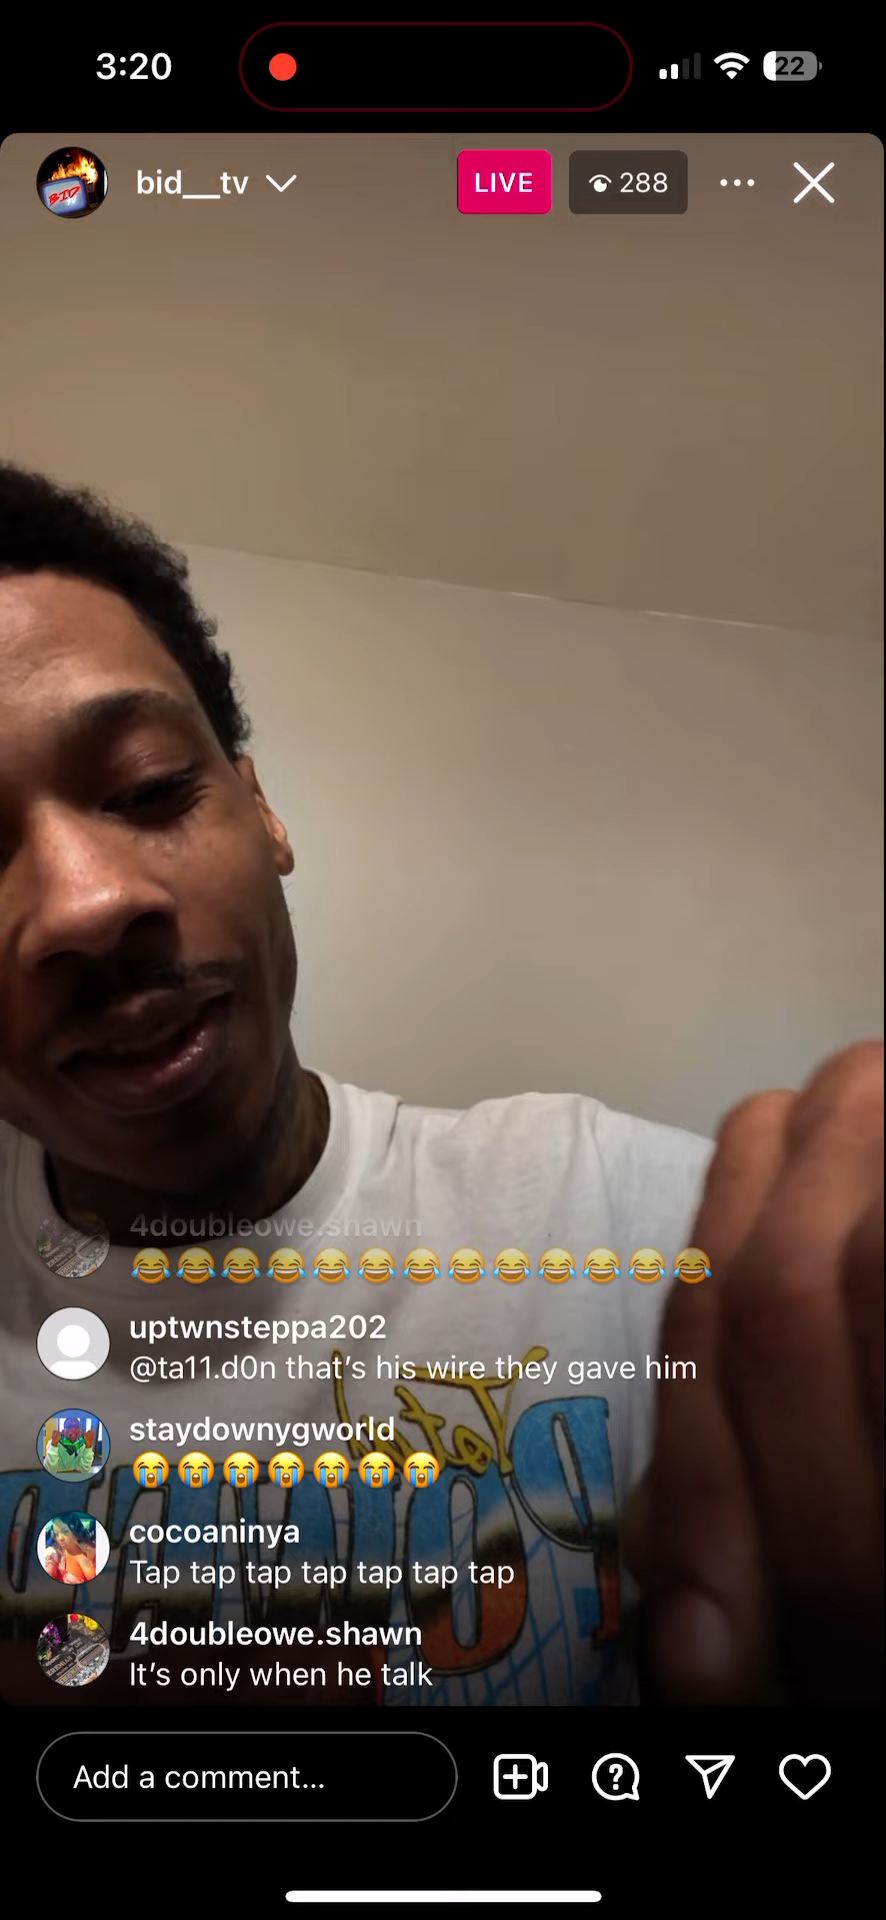 3:20
22
BID
bid__tv
LIVE
288
4doubleowe.shawn
😂😂😂😂😂😂😂😂😂😂😂😂😂
uptwnsteppa202
@ta11.d0n that’s his wire they gave him
staydownygworld
😭😭😭😭😭😭😭
cocoaninya
Tap tap tap tap tap tap tap
4doubleowe.shawn
It’s only when he talk
Add a comment...